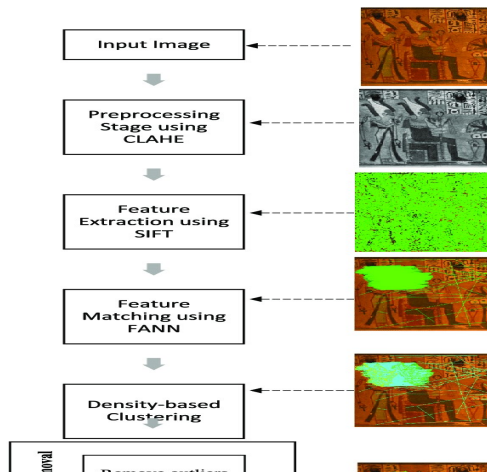 Input Image
Preprocessing
Stage using
CLAHE
Feature
Extraction using
SIFT
Feature
Matching using
FANN
Density-based
Clustering
Remove outliers